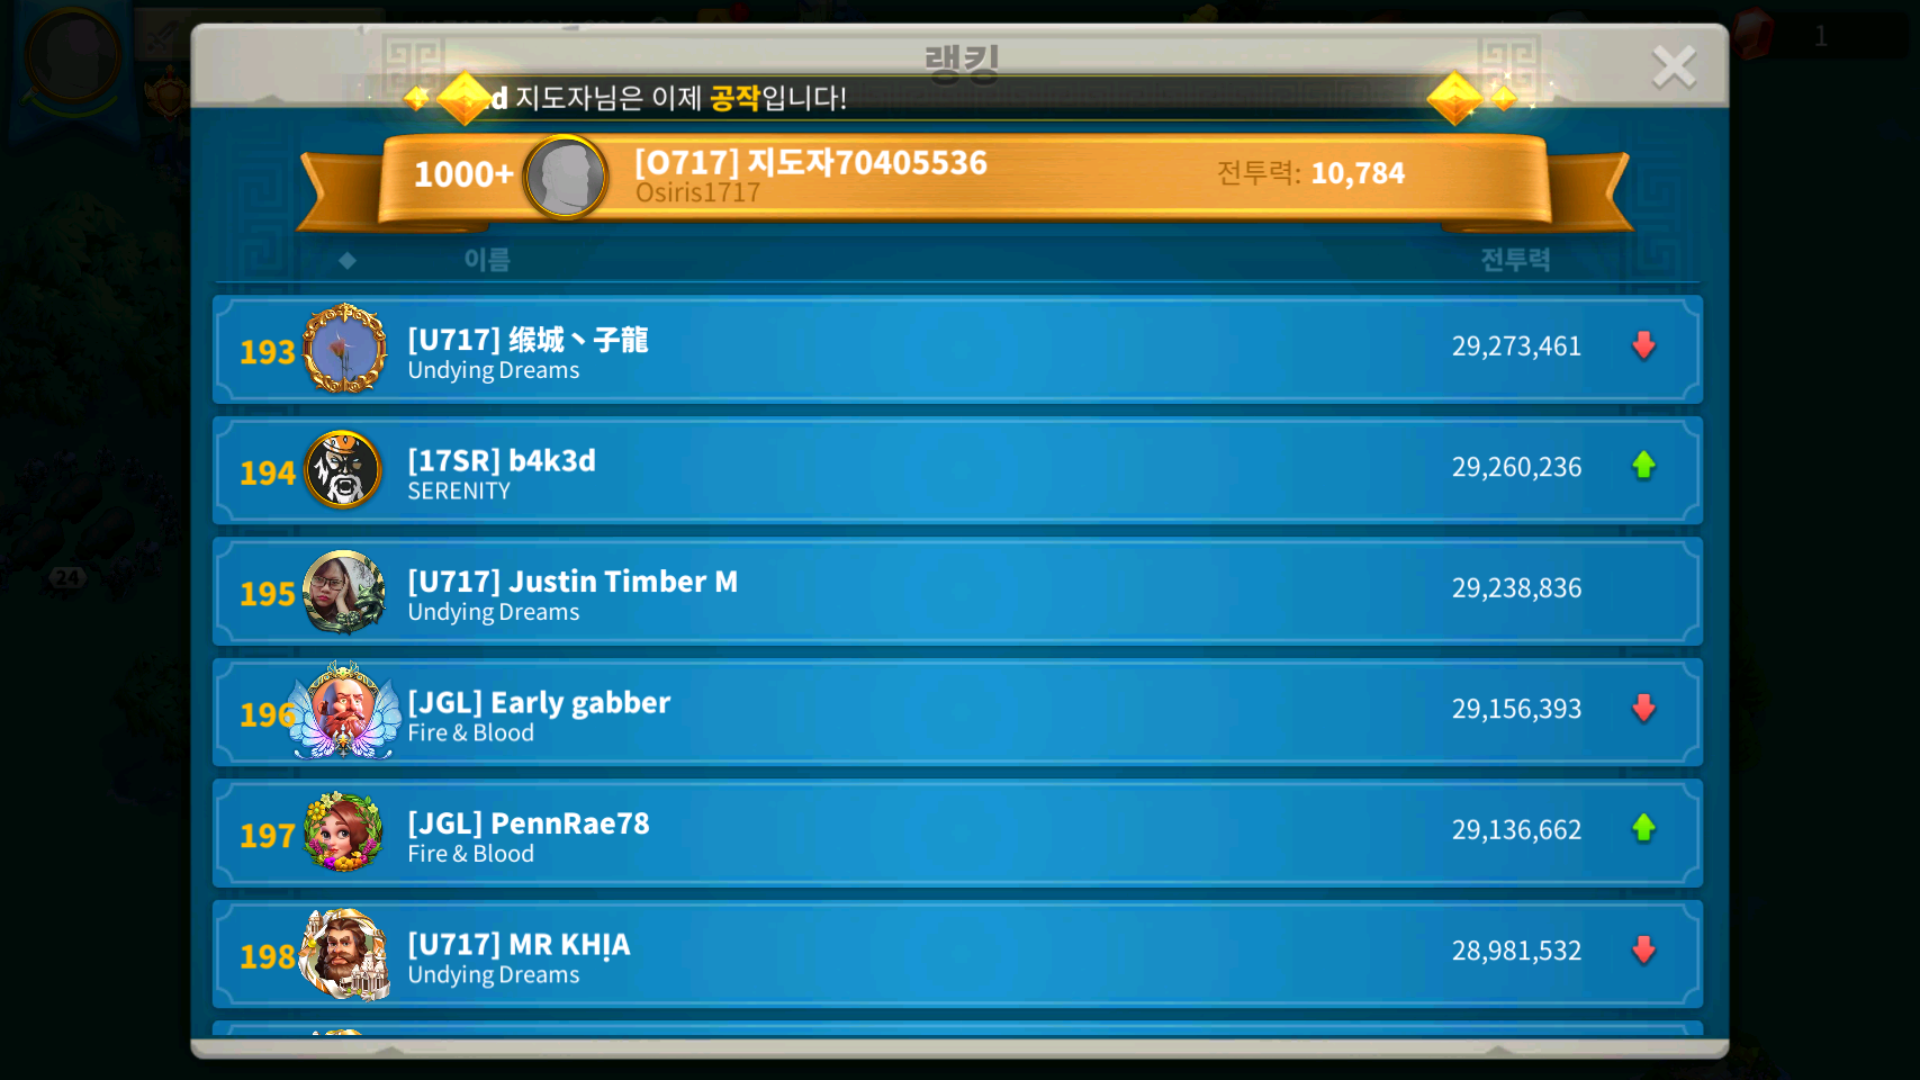 랭킹
d 지도자님은 이제 공작입니다!
1000+
[O717] 지도자70405536
Osiris1717
전투력: 10,784
이름
전투력
193
[U717] 缑城丶子龍
Undying Dreams
29,273,461
194
[17SR] b4k3d
SERENITY
29,260,236
195
[U717] Justin Timber M
Undying Dreams
29,238,836
196
[JGL] Early gabber
Fire & Blood
29,156,393
197
[JGL] PennRae78
Fire & Blood
29,136,662
198
[U717] MR KHỊA
Undying Dreams
28,981,532
24
1